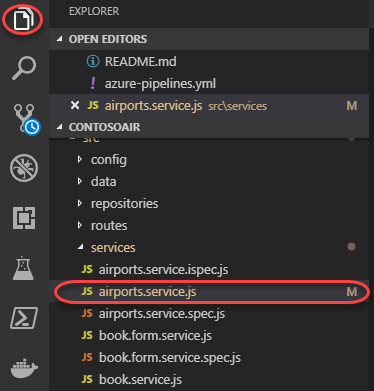 EXPLORER
OPEN EDITORS
README.md
! azure-pipelines.yml
JS airports.service.js src\services M
CONTOSOAIR
src
config
data
repositories
routes
services
JS airports.service.ispec.js
JS airports.service.js M
JS airports.service.spec.js
JS book.form.service.js
JS book.form.service.spec.js
JS book.service.js